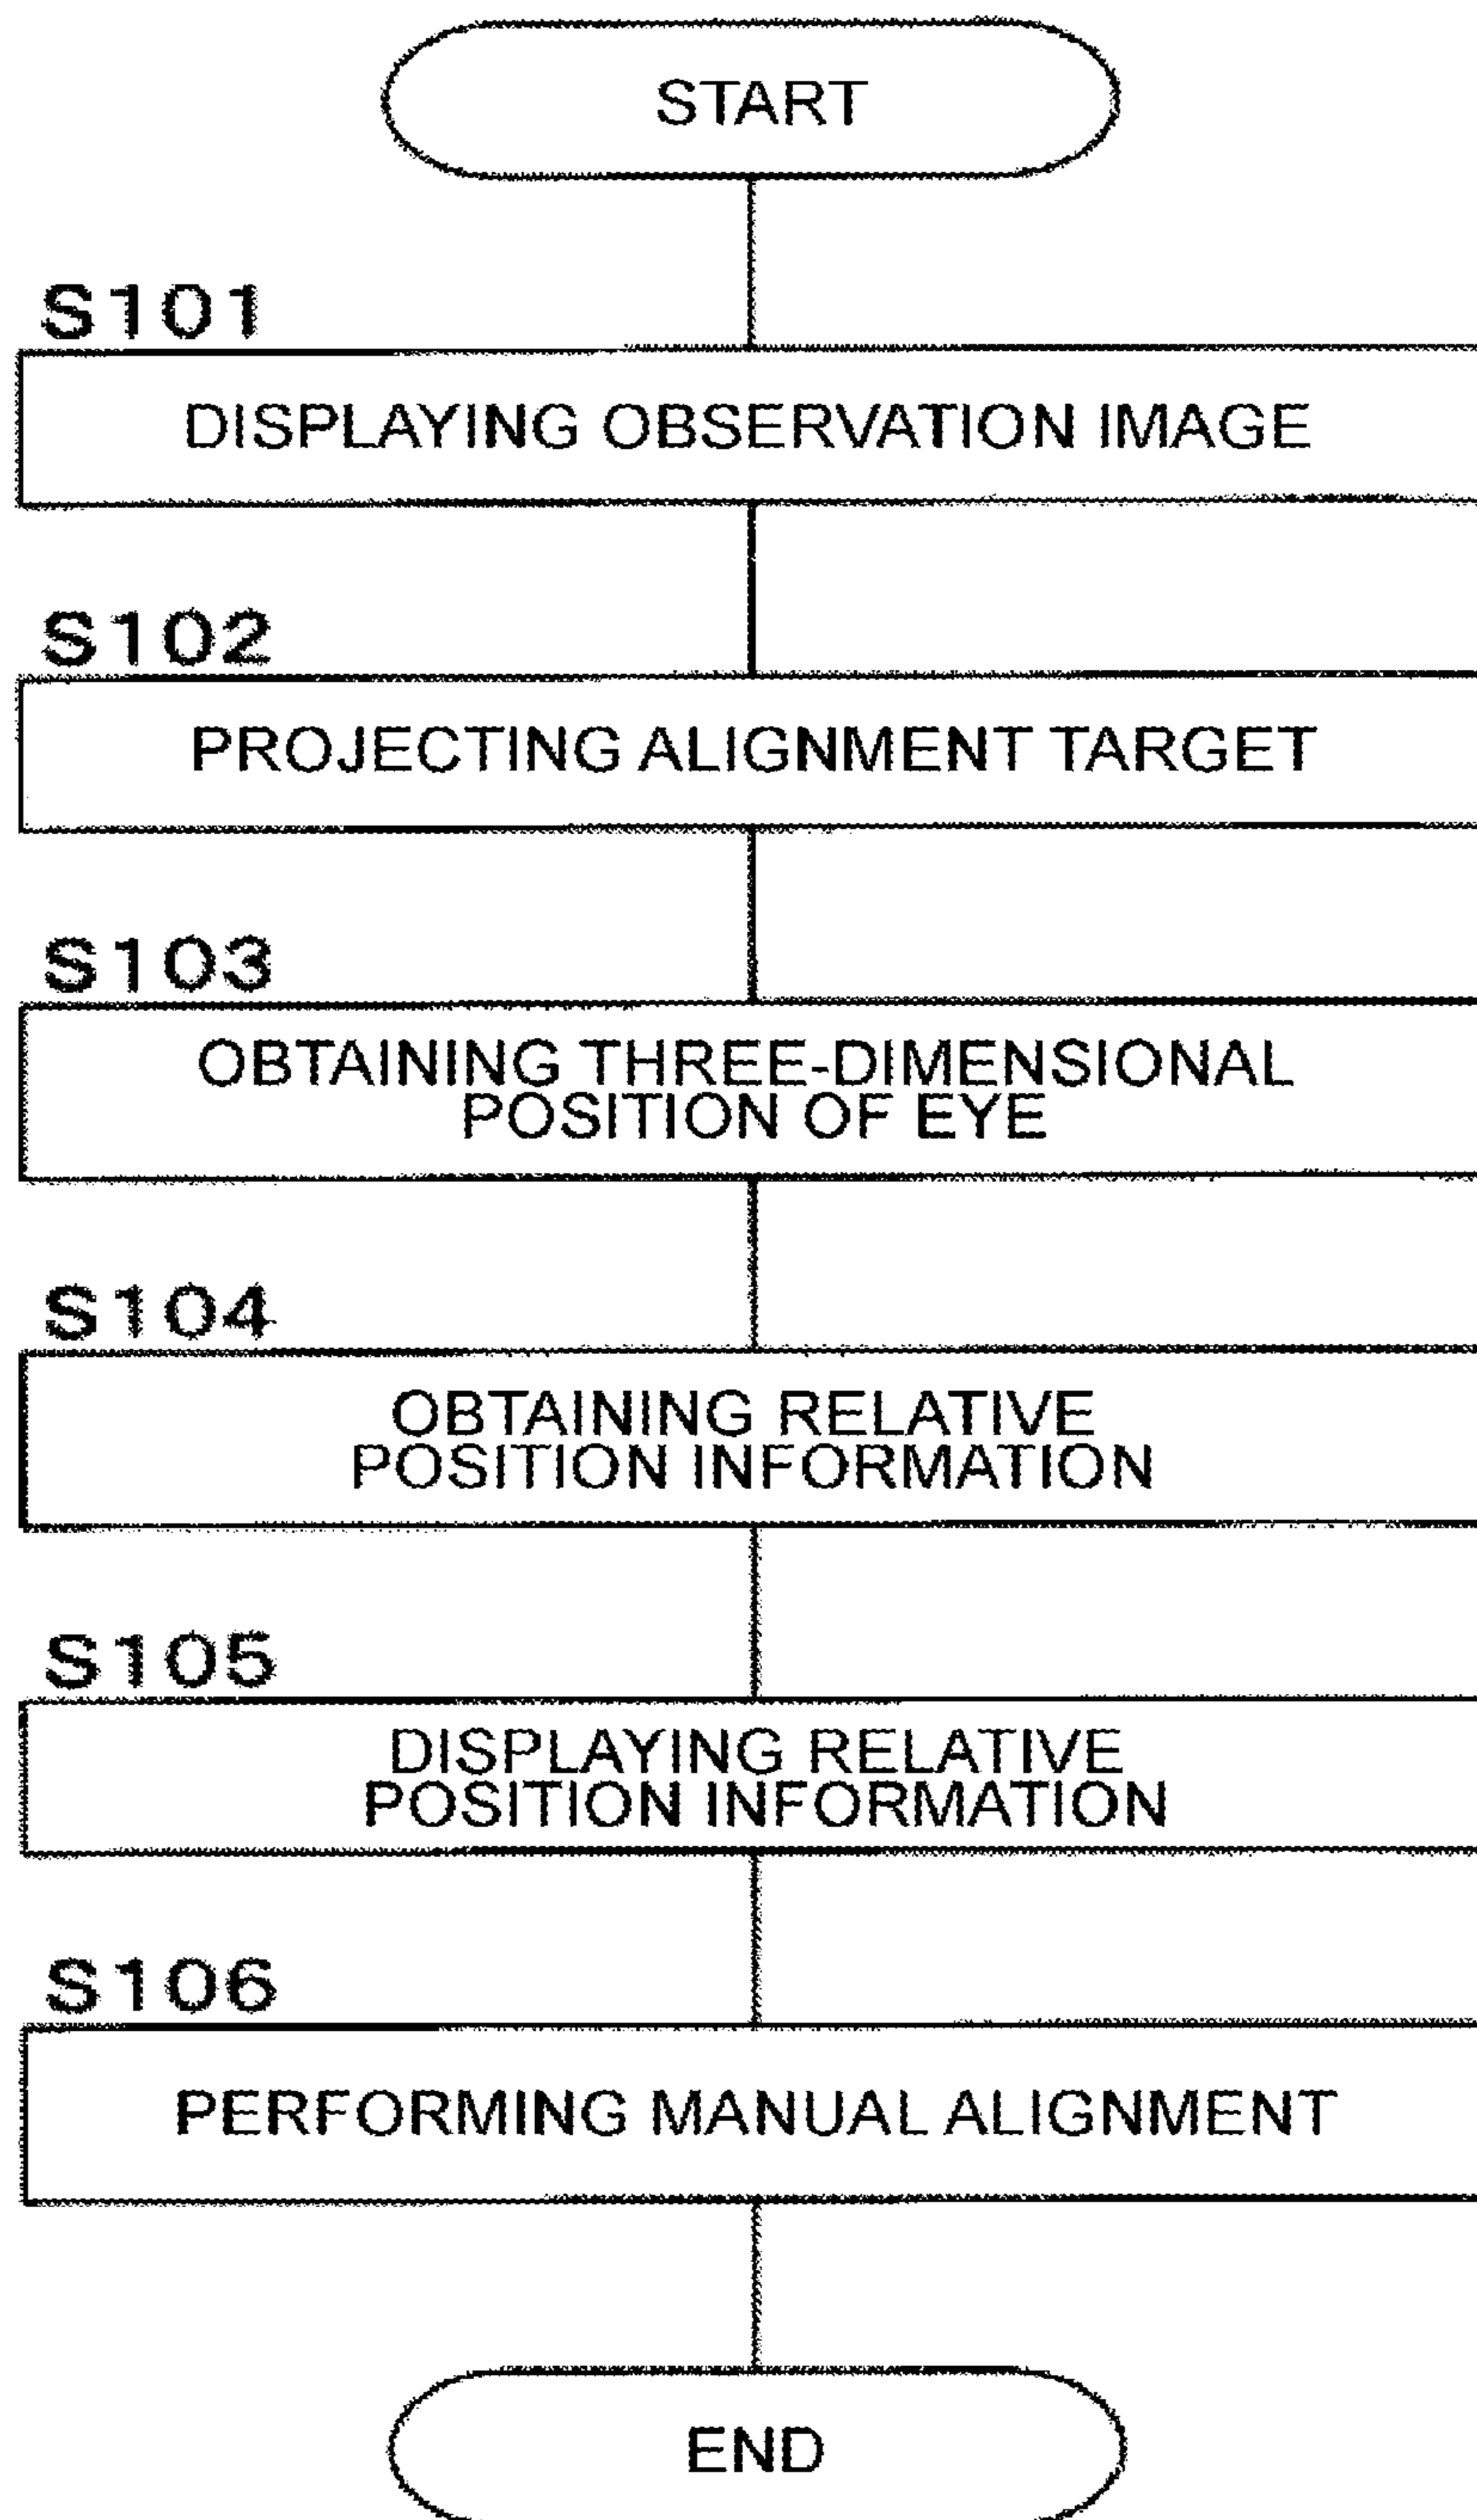 START
S101
DISPLAYING OBSERVATION IMAGE
S102
PROJECTING ALIGNMENT TARGET
S103
OBTAINING THREE-DIMENSIONAL
POSITION OF EYE
S104
OBTAINING RELATIVE
POSITION INFORMATION
S105
DISPLAYING RELATIVE
POSITION INFORMATION
S106
PERFORMING MANUAL ALIGNMENT
END